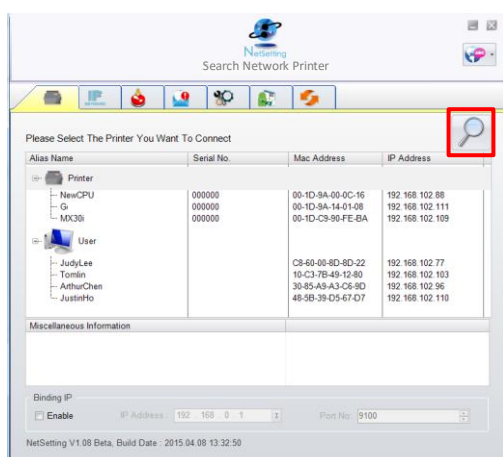 NetSetting
Search Network Printer
Please Select The Printer You Want To Connect
Alias Name Serial No. Mac Address IP Address
Printer
NewCPU 000000 00-1D-9A-00-0C-16 192.168.102.88
Gi 000000 00-1D-9A-14-01-08 192.168.102.111
MX30i 000000 00-1D-C9-90-FE-BA 192.168.102.109
User
JudyLee C8-60-00-8D-8D-22 192.168.102.77
Tomlin 10-C3-7B-49-12-80 192.168.102.103
ArthurChen 30-85-A9-A3-C6-9D 192.168.102.96
JustinHo 48-5B-39-D5-67-D7 192.168.102.110
Miscellaneous Information
Binding IP
Enable IP Address : 192 . 168 . 0 . 1 Port No: 9100
NetSetting V1.08 Beta, Build Date : 2015.04.08 13:32:50